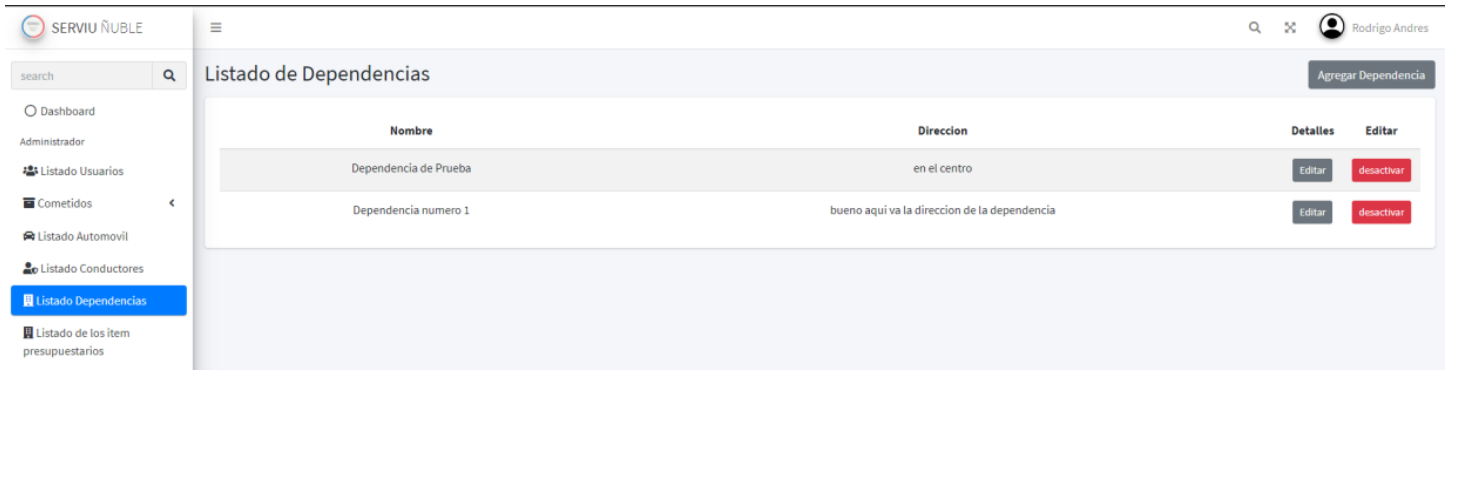 SERVIU ÑUBLE
Rodrigo Andres
search
Listado de Dependencias
Agregar Dependencia
Dashboard
Administrador
Listado Usuarios
Cometidos
Listado Automovil
Listado Conductores
Listado Dependencias
Listado de los item
presupuestarios
Nombre Direccion Detalles Editar
Dependencia de Prueba en el centro Editar desactivar
Dependencia numero 1 bueno aqui va la direccion de la dependencia Editar desactivar